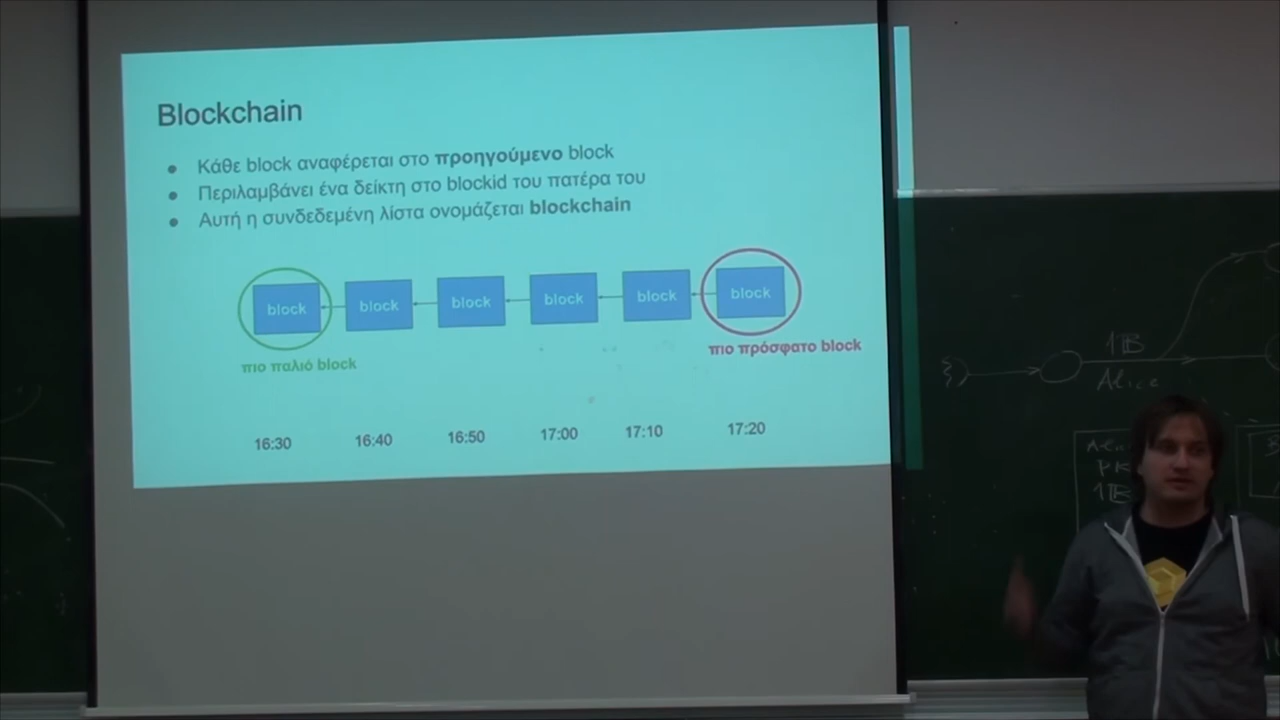 Blockchain
● Κάθε block αναφέρεται στο προηγούμενο block
● Περιλαμβάνει ένα δείκτη στο blockid του πατέρα του
● Αυτή η συνδεδεμένη λίστα ονομάζεται blockchain
block block block block block block
πιο παλιό block
πιο πρόσφατο block
16:30 16:40 16:50 17:00 17:10 17:20
1B
Alice
PK
1B